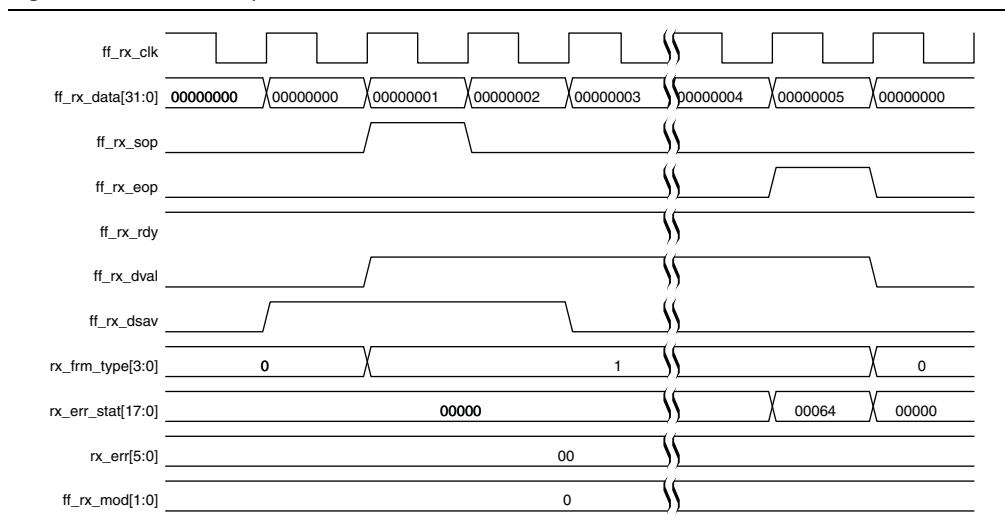 ff_rx_clk
ff_rx_data[31:0] 00000000 00000000 00000001 00000002 00000003 00000004 00000005 00000000
ff_rx_sop
ff_rx_eop
ff_rx_rdy
ff_rx_dval
ff_rx_dsav
rx_frm_type[3:0] 0 1 0
rx_err_stat[17:0] 00000 00064 00000
rx_err[5:0] 00
ff_rx_mod[1:0] 0